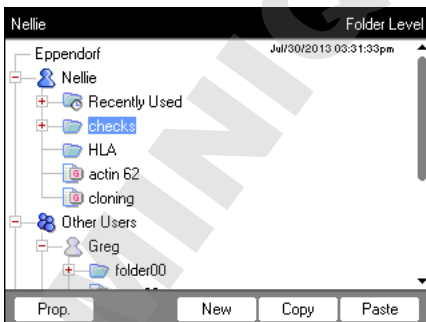 Nellie Folder Level
Eppendorf Jul/30/2013 03:31:33pm
Nellie
Recently Used
checks
HLA
actin 62
cloning
Other Users
Greg
folder00
Prop. New Copy Paste